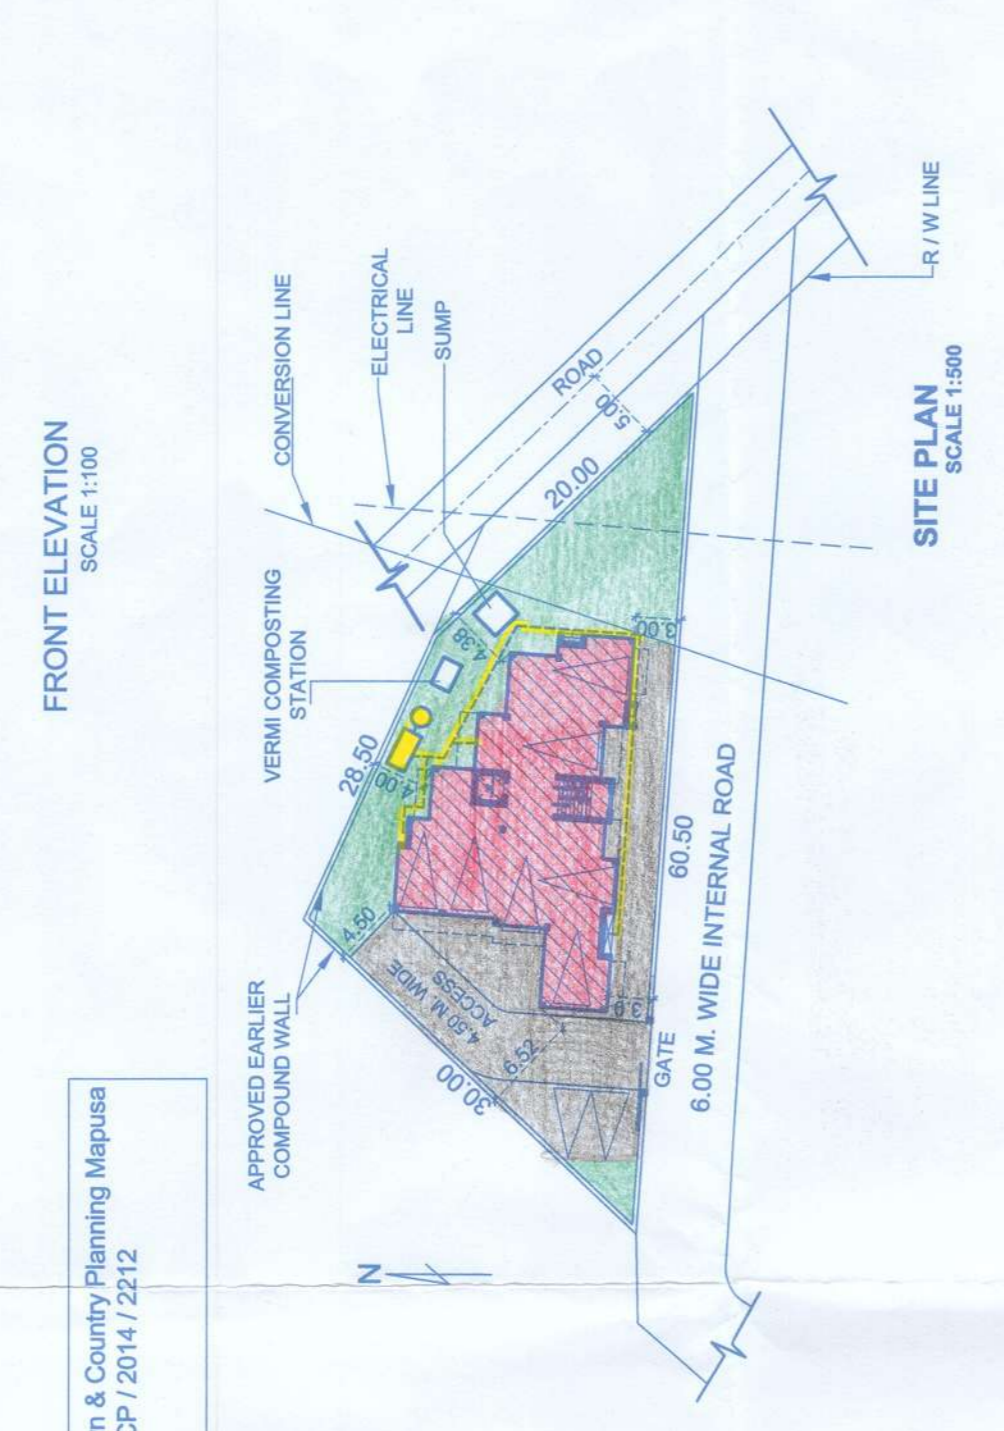 FRONT ELEVATION
SCALE 1:100
n & Country Planning Mapusa
CP / 2014 / 2212
APPROVED EARLIER
COMPOUND WALL
VERMI COMPOSTING
STATION
CONVERSION LINE
ELECTRICAL
LINE
SUMP
N
4.50
28.50
4.00
4.38
20.00
ROAD
5.00
R / W LINE
30.00
4.50 M. WIDE
ACCESS
6.52
3.00
GATE
60.50
6.00 M. WIDE INTERNAL ROAD
SITE PLAN
SCALE 1:500